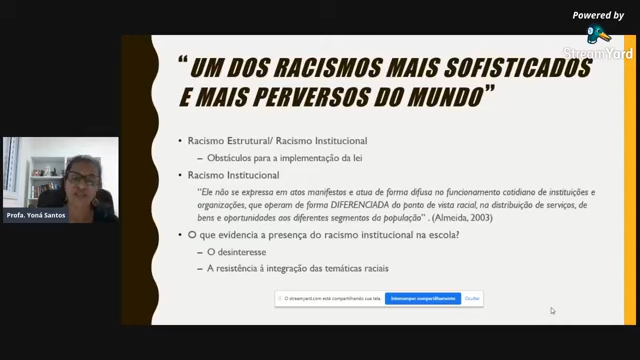 Powered by
StreamYard
"UM DOS RACISMOS MAIS SOFISTICADOS
E MAIS PERVERSOS DO MUNDO"
• Racismo Estrutural/ Racismo Institucional
– Obstáculos para a implementação da lei
• Racismo Institucional
"Ele não se expressa em atos manifestos e atua de forma difusa no funcionamento cotidiano de instituições e
organizações, que operam de forma DIFERENCIADA do ponto de vista racial, na distribuição de serviços, de
bens e oportunidades aos diferentes segmentos da população" . (Almeida, 2003)
• O que evidencia a presença do racismo institucional na escola?
– O desinteresse
– A resistência á integração das temáticas raciais
Profa. Yoná Santos
O streamyard.com está compartilhando sua tela.
Interromper compartilhamento
Ocultar